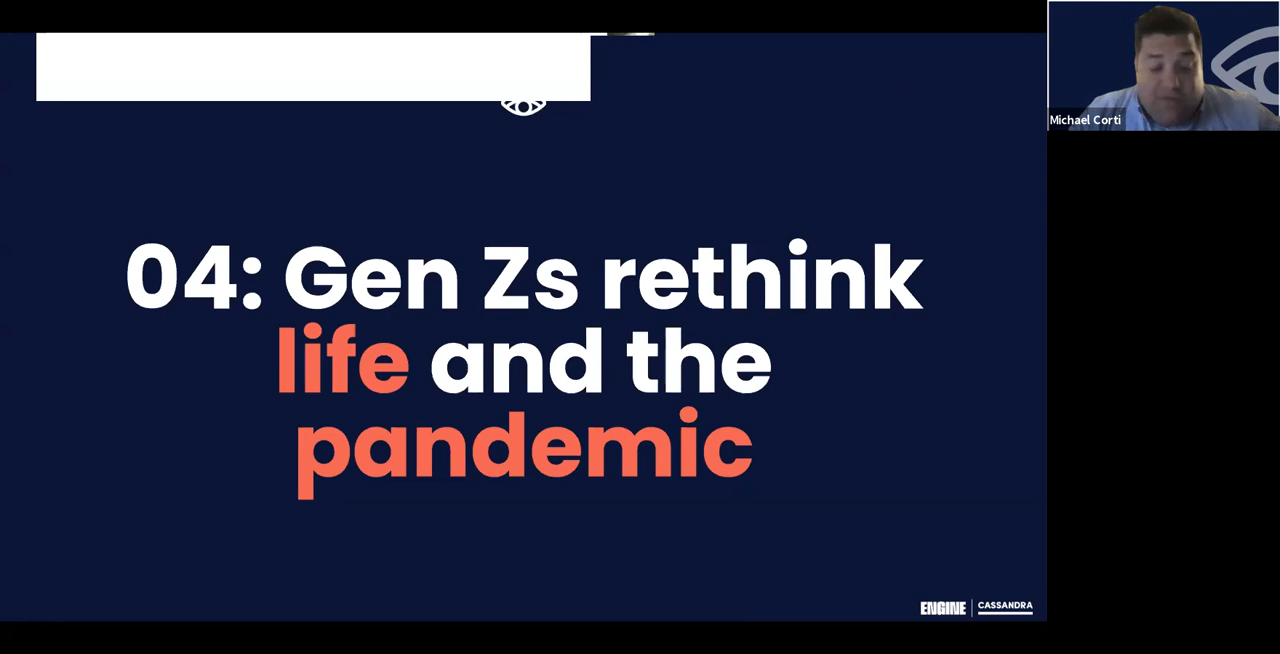 Michael Corti
04: Gen Zs rethink
life and the
pandemic
ENGINE CASSANDRA